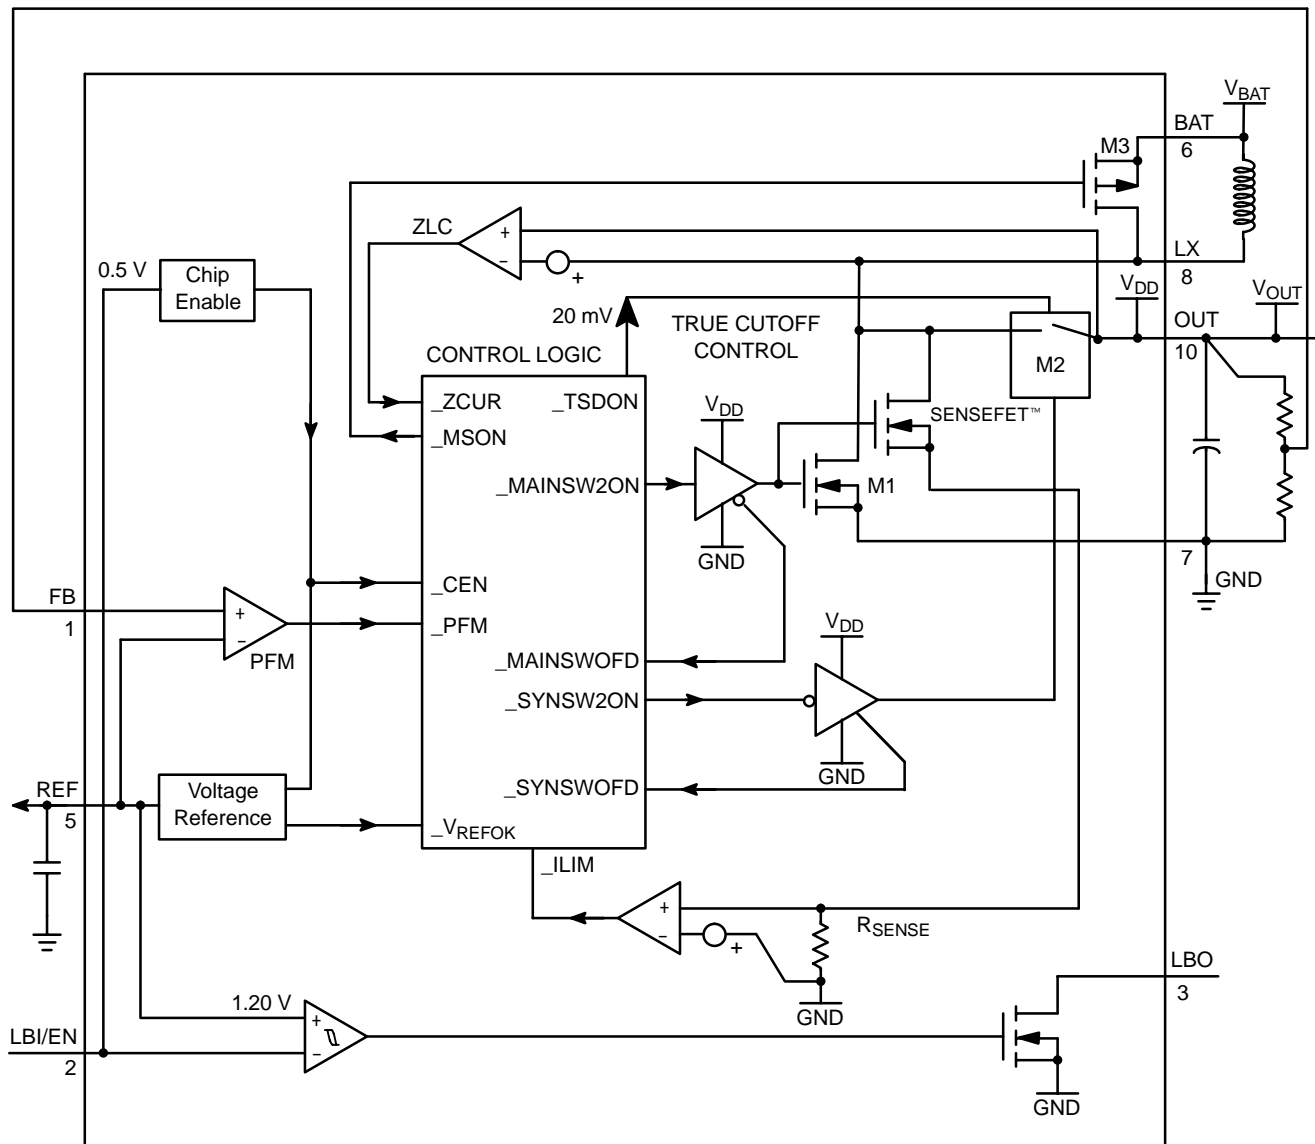 VBAT
BAT
6
M3
ZLC
+
−
+
LX
8
0.5 V
Chip
Enable
VDD
VOUT
20 mV
TRUE CUTOFF
CONTROL
OUT
10
CONTROL LOGIC
M2
_ZCUR
_TSDON
VDD
SENSEFET™
_MSON
_MAINSW2ON
M1
GND
7
GND
FB
1
_CEN
+
−
PFM
_PFM
VDD
_MAINSWOFD
_SYNSW2ON
GND
REF
5
Voltage
Reference
_SYNSWOFD
_VREFOK
_ILIM
+
−
+
RSENSE
GND
LBO
3
1.20 V
+
−
LBI/EN
2
GND